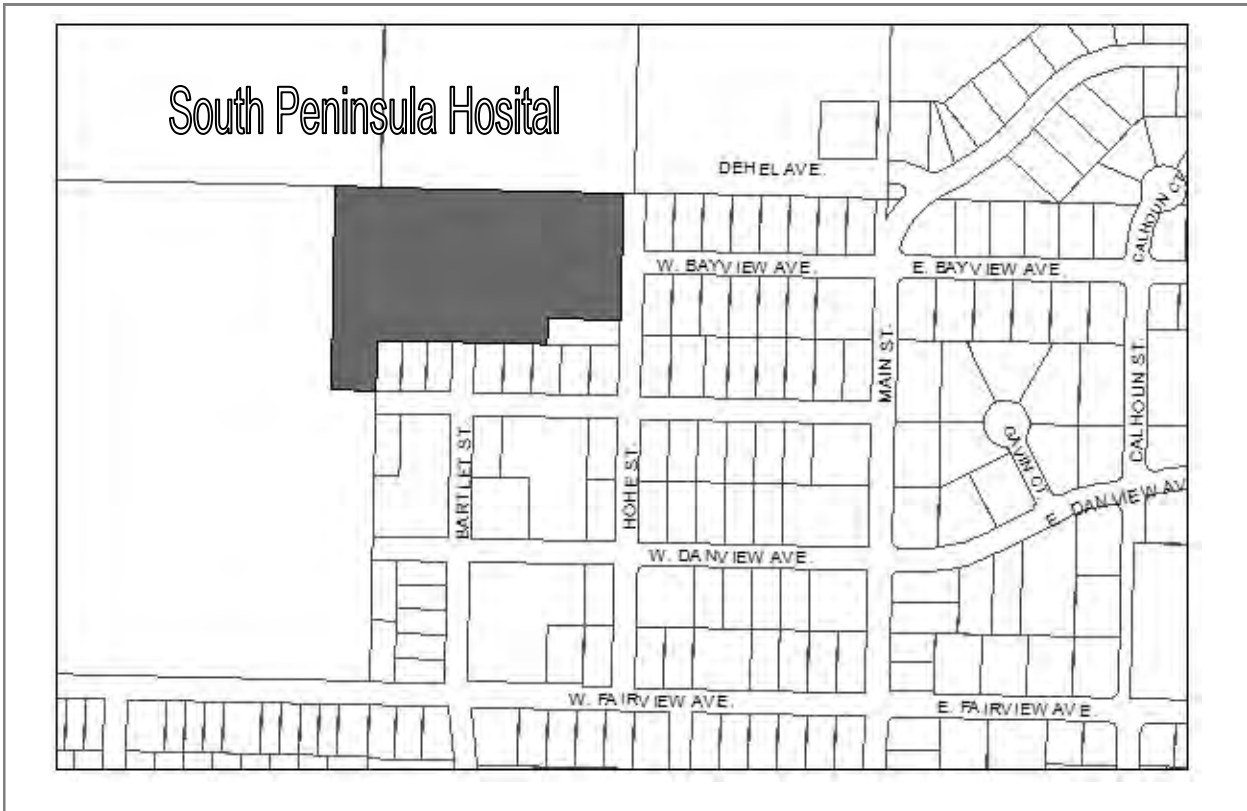 South Peninsula Hosital
DEHEL AVE.
CALHOUN CT
W. BAYVIEW AVE.
E. BAYVIEW AVE.
MAIN ST.
CALHOUN ST.
BARTLET ST.
HOHE ST.
GAVIN CT.
E. DANVIEW AV
W. DANVIEW AVE.
W. FAIRVIEW AVE.
E. FAIRVIEW AVE